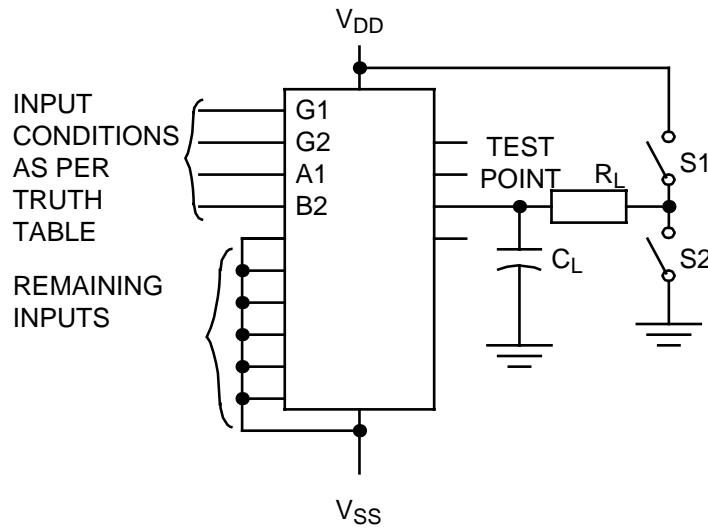 VDD
INPUT
CONDITIONS
AS PER
TRUTH
TABLE
G1
G2
A1
B2
TEST
POINT
RL
S1
CL
S2
REMAINING
INPUTS
VSS